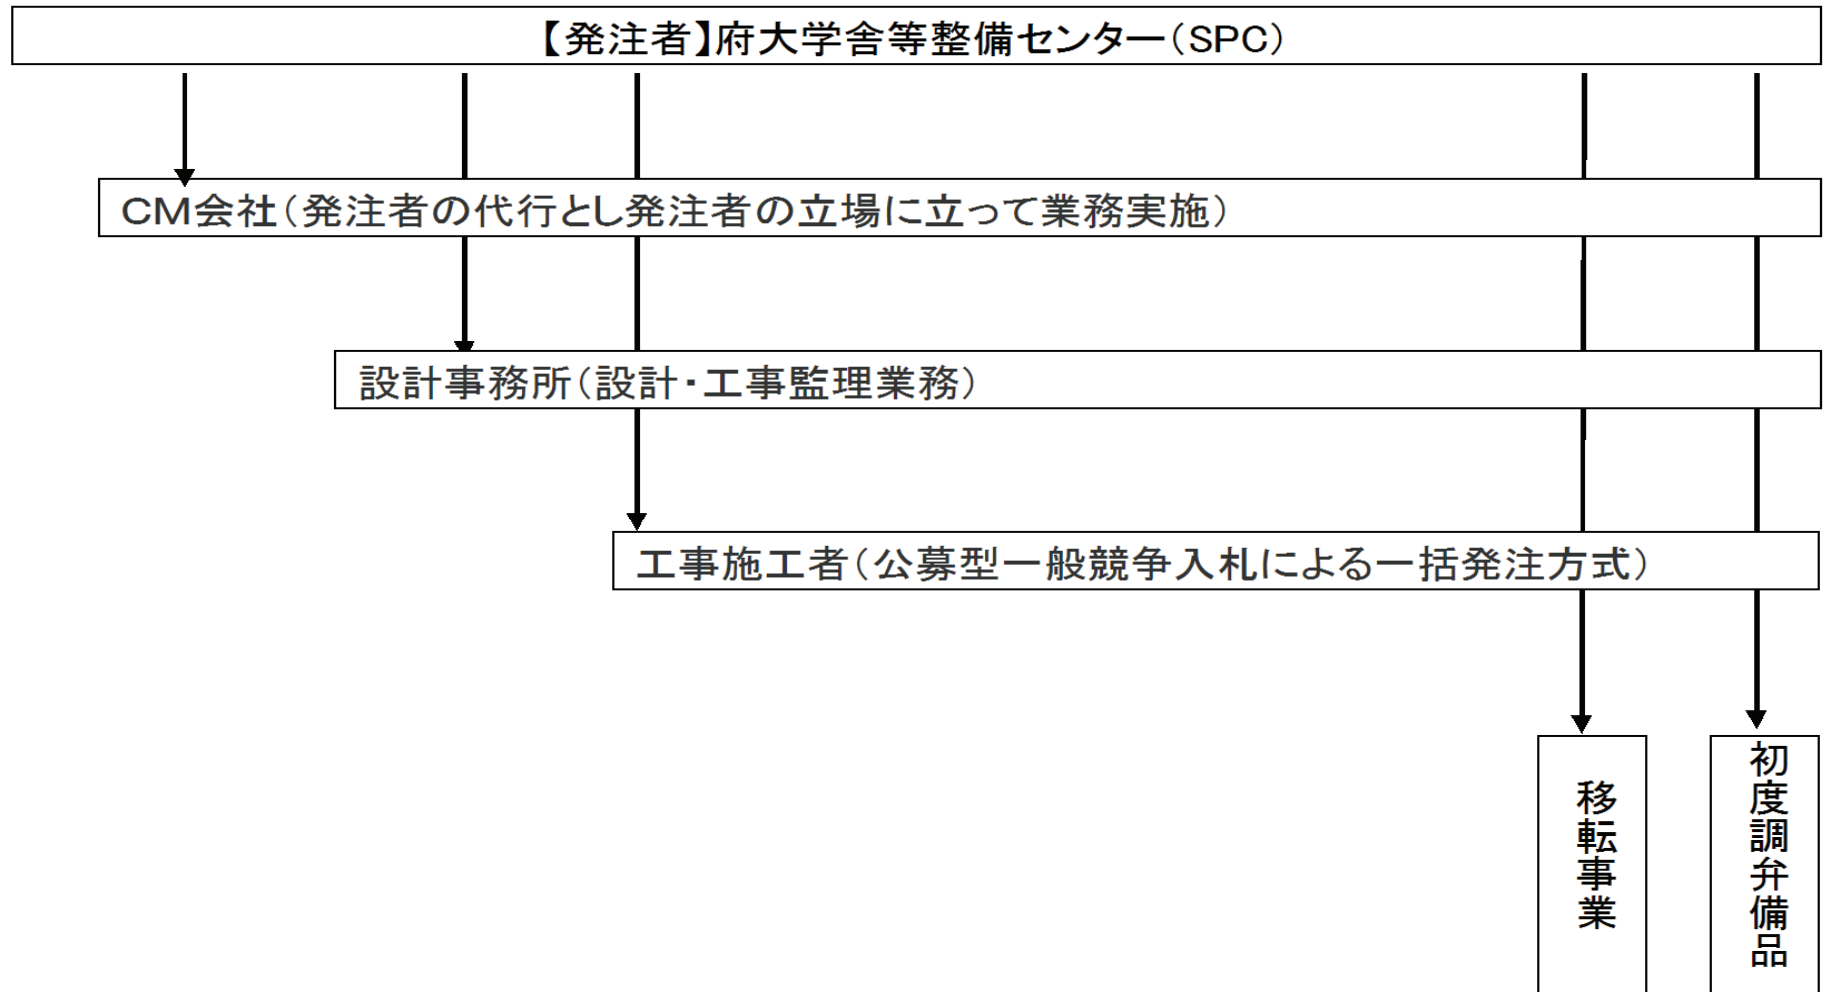 【発注者】府大学舎等整備センター(SPC)
CM会社(発注者の代行とし発注者の立場に立って業務実施)
設計事務所(設計・工事監理業務)
工事施工者(公募型一般競争入札による一括発注方式)
移転事業
初度調弁備品